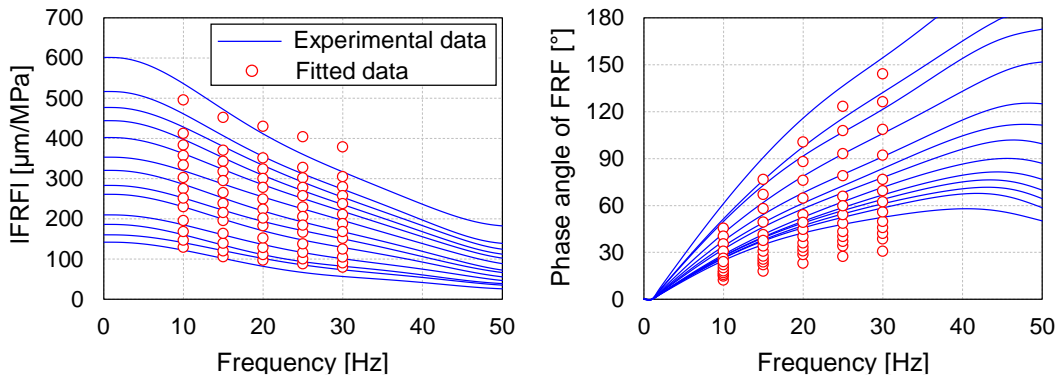 700
600
500
400
300
200
100
0
0 10 20 30 40 50
IFRFI [µm/MPa]
Frequency [Hz]
Experimental data
Fitted data
180
150
120
90
60
30
0
0 10 20 30 40 50
Phase angle of FRF [°]
Frequency [Hz]